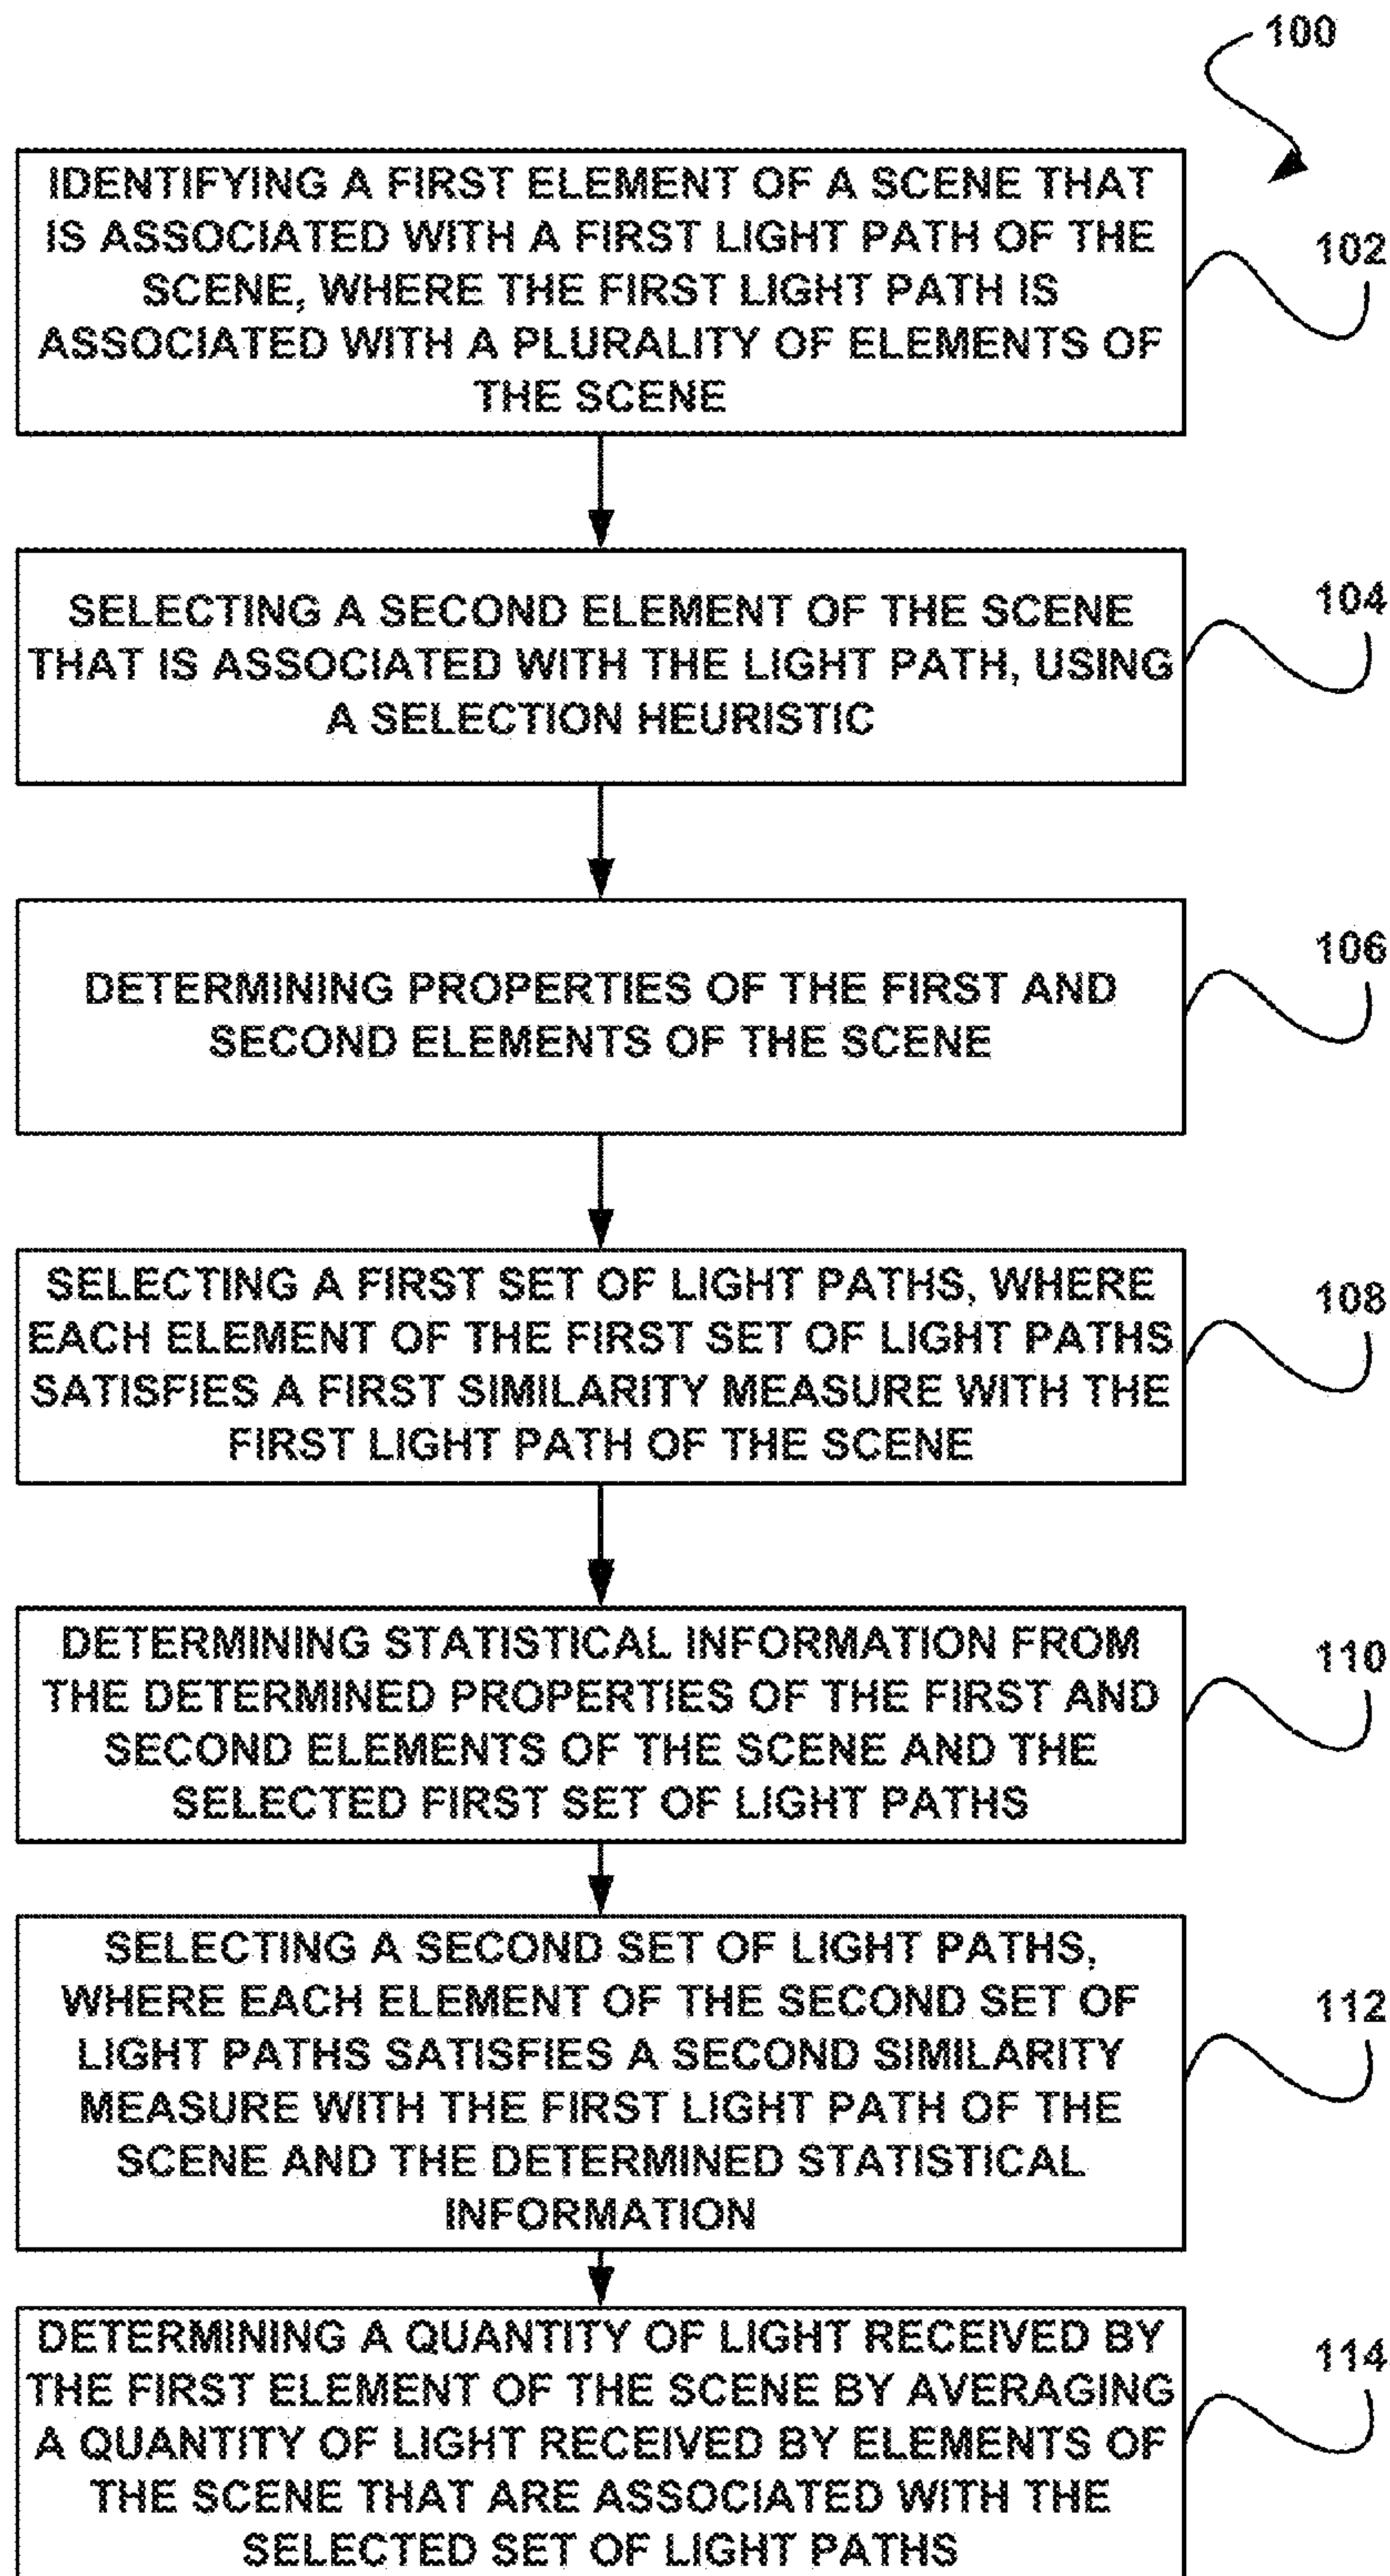 100
IDENTIFYING A FIRST ELEMENT OF A SCENE THAT
IS ASSOCIATED WITH A FIRST LIGHT PATH OF THE
SCENE, WHERE THE FIRST LIGHT PATH IS
ASSOCIATED WITH A PLURALITY OF ELEMENTS OF
THE SCENE
102
SELECTING A SECOND ELEMENT OF THE SCENE
THAT IS ASSOCIATED WITH THE LIGHT PATH, USING
A SELECTION HEURISTIC
104
DETERMINING PROPERTIES OF THE FIRST AND
SECOND ELEMENTS OF THE SCENE
106
SELECTING A FIRST SET OF LIGHT PATHS, WHERE
EACH ELEMENT OF THE FIRST SET OF LIGHT PATHS
SATISFIES A FIRST SIMILARITY MEASURE WITH THE
FIRST LIGHT PATH OF THE SCENE
108
DETERMINING STATISTICAL INFORMATION FROM
THE DETERMINED PROPERTIES OF THE FIRST AND
SECOND ELEMENTS OF THE SCENE AND THE
SELECTED FIRST SET OF LIGHT PATHS
110
SELECTING A SECOND SET OF LIGHT PATHS,
WHERE EACH ELEMENT OF THE SECOND SET OF
LIGHT PATHS SATISFIES A SECOND SIMILARITY
MEASURE WITH THE FIRST LIGHT PATH OF THE
SCENE AND THE DETERMINED STATISTICAL
INFORMATION
112
DETERMINING A QUANTITY OF LIGHT RECEIVED BY
THE FIRST ELEMENT OF THE SCENE BY AVERAGING
A QUANTITY OF LIGHT RECEIVED BY ELEMENTS OF
THE SCENE THAT ARE ASSOCIATED WITH THE
SELECTED SET OF LIGHT PATHS
114